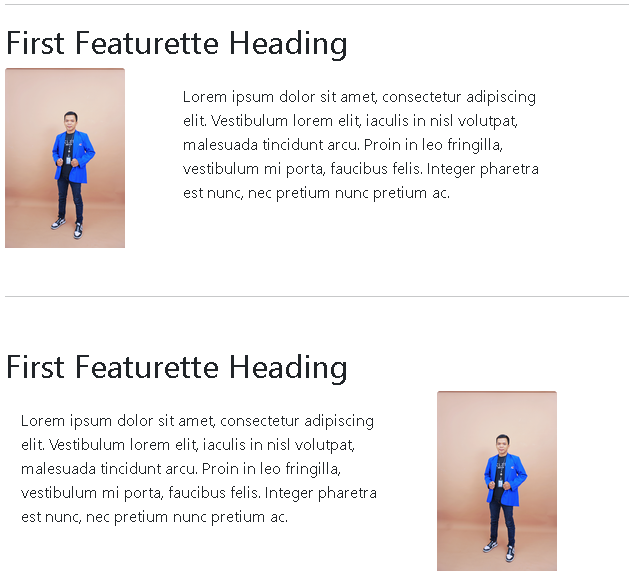 First Featurette Heading
Lorem ipsum dolor sit amet, consectetur adipiscing
elit. Vestibulum lorem elit, iaculis in nisl volutpat,
malesuada tincidunt arcu. Proin in leo fringilla,
vestibulum mi porta, faucibus felis. Integer pharetra
est nunc, nec pretium nunc pretium ac.
First Featurette Heading
Lorem ipsum dolor sit amet, consectetur adipiscing
elit. Vestibulum lorem elit, iaculis in nisl volutpat,
malesuada tincidunt arcu. Proin in leo fringilla,
vestibulum mi porta, faucibus felis. Integer pharetra
est nunc, nec pretium nunc pretium ac.